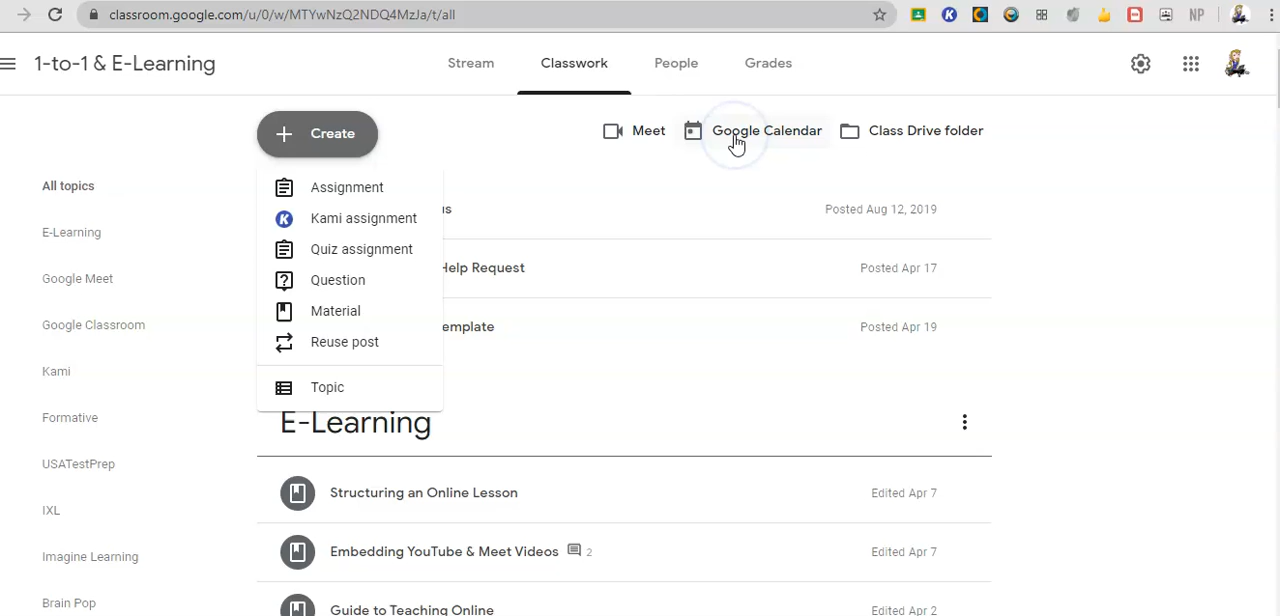 classroom.google.com/u/0/w/MTYwNzQ2NDQ4MzJa/t/all
NP
1-to-1 & E-Learning
Stream
Classwork
People
Grades
Create
Meet
Google Calendar
Class Drive folder
All topics
E-Learning
Google Meet
Google Classroom
Kami
Formative
USATestPrep
IXL
Imagine Learning
Brain Pop
Assignment
K Kami assignment
Quiz assignment
Question
Material
Reuse post
Topic
us
Posted Aug 12, 2019
Help Request
Posted Apr 17
emplate
Posted Apr 19
E-Learning
Structuring an Online Lesson
Edited Apr 7
Embedding YouTube & Meet Videos
2
Edited Apr 7
Guide to Teaching Online
Edited Apr 2